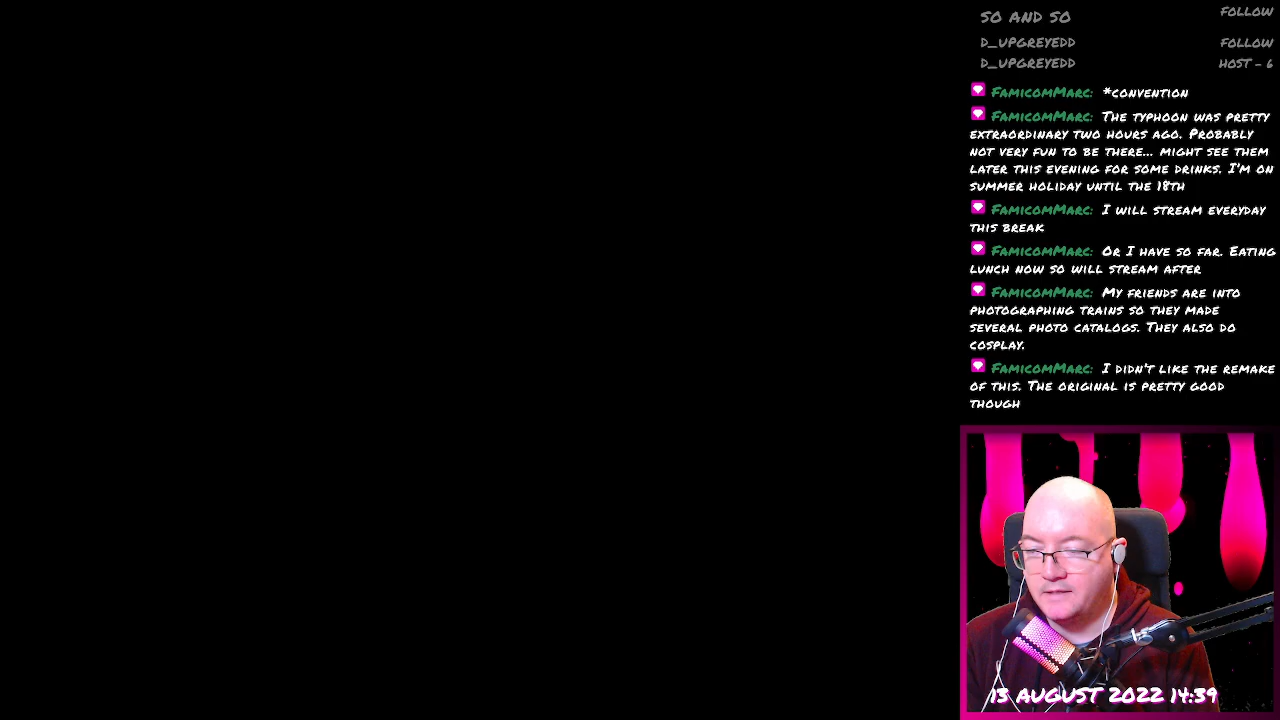 SO AND SO FOLLOW
D_UPGREYEDD FOLLOW
D_UPGREYEDD HOST - 6
FamicomMarc: *convention
FamicomMarc: The typhoon was pretty
extraordinary two hours ago. Probably
not very fun to be there... might see them
later this evening for some drinks. I'm on
summer holiday until the 18th
FamicomMarc: I will stream everyday
this break
FamicomMarc: Or I have so far. Eating
lunch now so will stream after
FamicomMarc: My friends are into
photographing trains so they made
several photo catalogs. They also do
cosplay.
FamicomMarc: I didn't like the remake
of this. The original is pretty good
though
13 AUGUST 2022 14:39